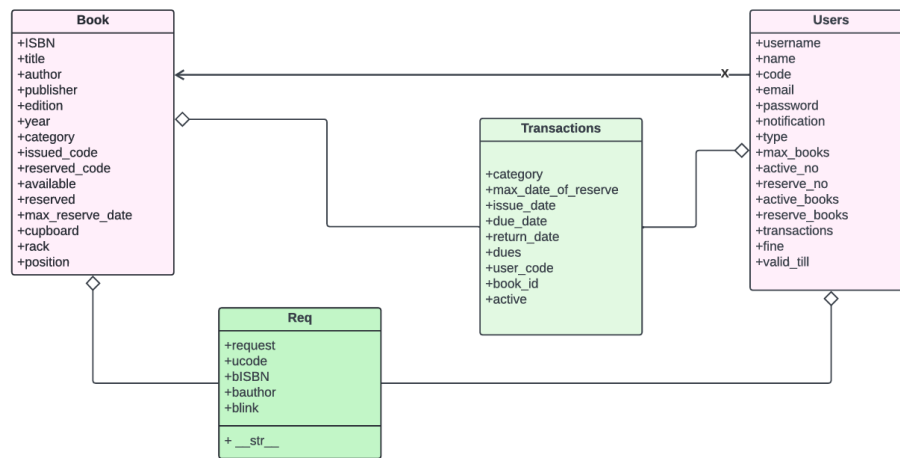 Book
+ISBN
+title
+author
+publisher
+edition
+year
+category
+issued_code
+reserved_code
+available
+reserved
+max_reserve_date
+cupboard
+rack
+position
X
Users
+username
+name
+code
+email
+password
+notification
+type
+max_books
+active_no
+reserve_no
+active_books
+reserve_books
+transactions
+fine
+valid_till
Transactions
+category
+max_date_of_reserve
+issue_date
+due_date
+return_date
+dues
+user_code
+book_id
+active
Req
+request
+ucode
+bISBN
+bauthor
+blink
+ __str__